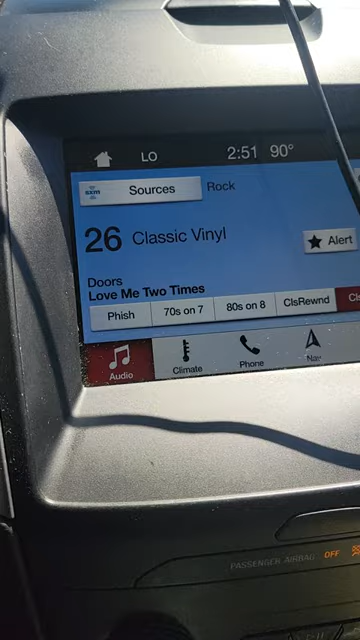 LO 2:51 90°
sxm Sources Rock
26 Classic Vinyl
Alert
Doors
Love Me Two Times
Phish 70s on 7 80s on 8 ClsRewnd Cls
Audio Climate Phone Nav
PASSENGER AIRBAG OFF